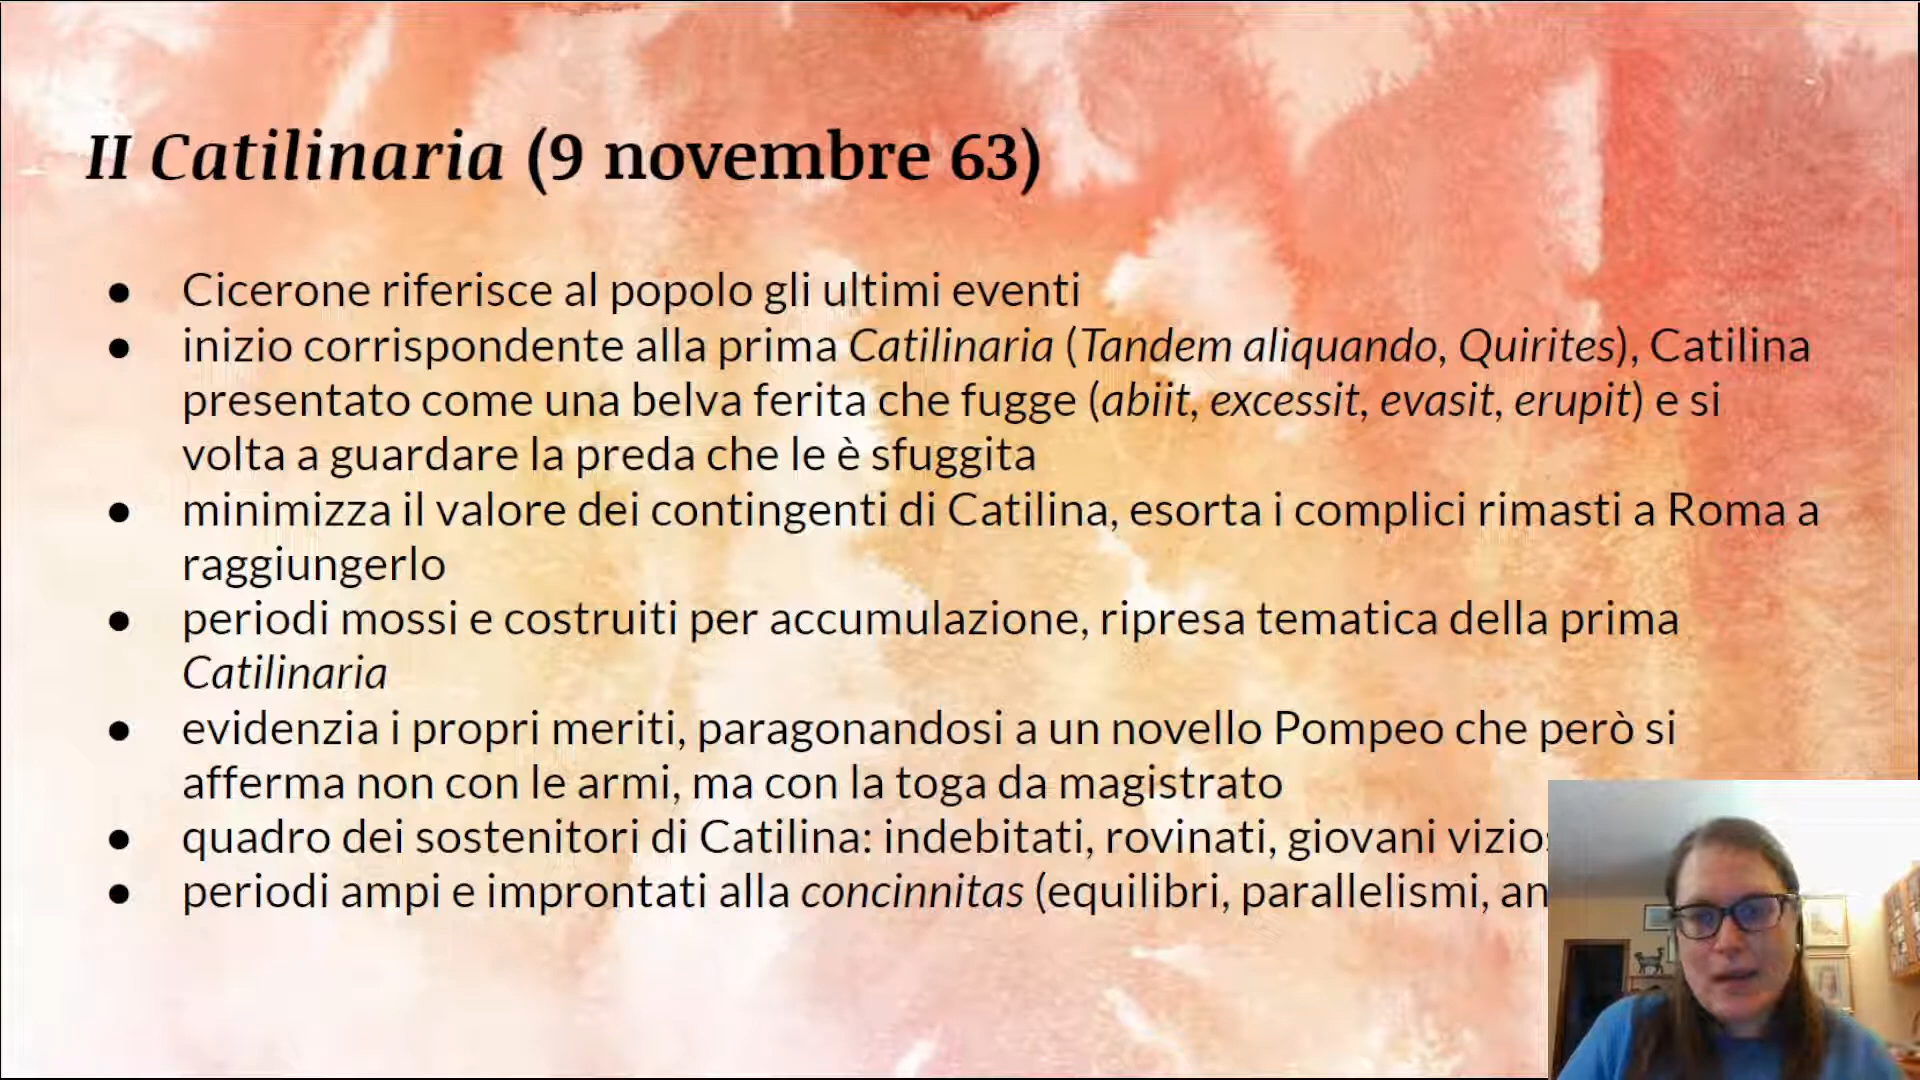 II Catilinaria (9 novembre 63)
● Cicerone riferisce al popolo gli ultimi eventi
● inizio corrispondente alla prima Catilinaria (Tandem aliquando, Quirites), Catilina
presentato come una belva ferita che fugge (abiit, excessit, evasit, erupit) e si
volta a guardare la preda che le è sfuggita
● minimizza il valore dei contingenti di Catilina, esorta i complici rimasti a Roma a
raggiungerlo
● periodi mossi e costruiti per accumulazione, ripresa tematica della prima
Catilinaria
● evidenzia i propri meriti, paragonandosi a un novello Pompeo che però si
afferma non con le armi, ma con la toga da magistrato
● quadro dei sostenitori di Catilina: indebitati, rovinati, giovani
● periodi ampi e improntati alla concinnitas (equilibri, parallelismi,